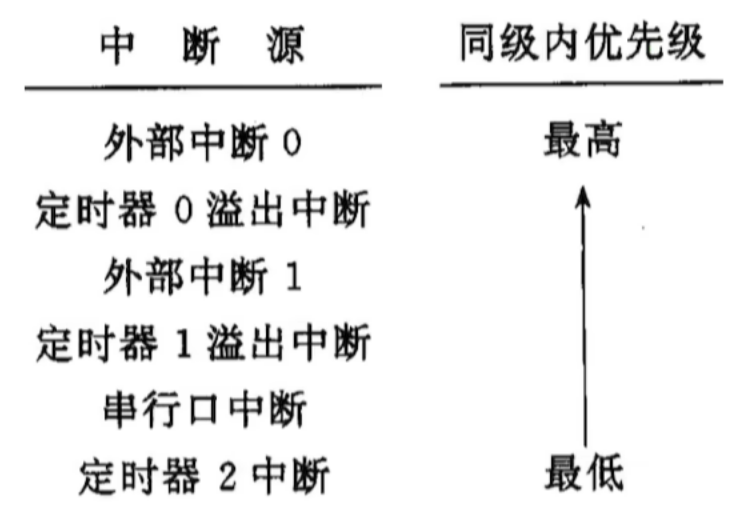 中 断 源 同级内优先级
外部中断 0 最高
定时器 0 溢出中断
外部中断 1
定时器 1 溢出中断
串行口中断
定时器 2 中断 最低